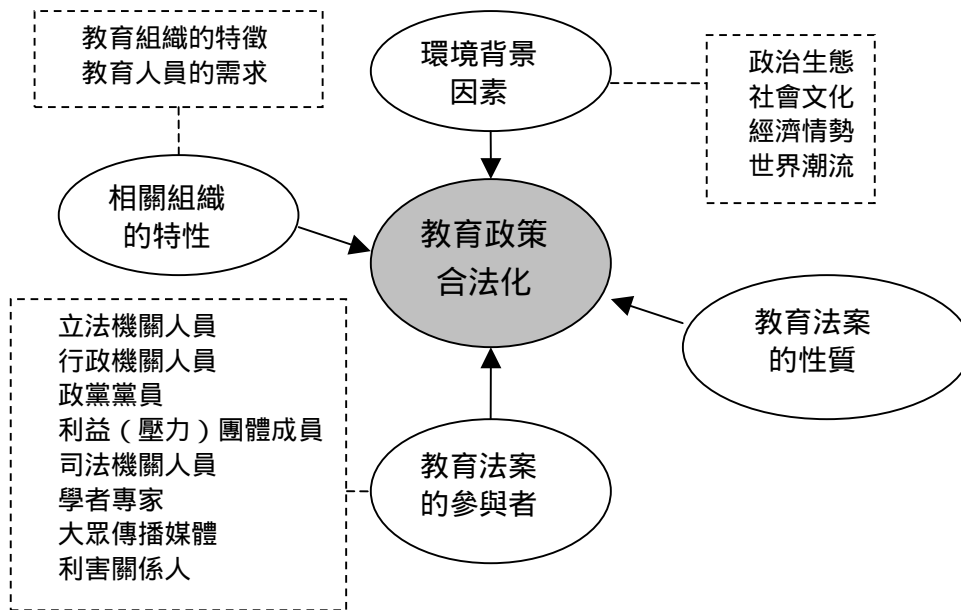 教育組織的特徵
教育人員的需求
環境背景
因素
政治生態
社會文化
經濟情勢
世界潮流
相關組織
的特性
教育政策
合法化
教育法案
的性質
立法機關人員
行政機關人員
政黨黨員
利益（壓力）團體成員
司法機關人員
學者專家
大眾傳播媒體
利害關係人
教育法案
的參與者